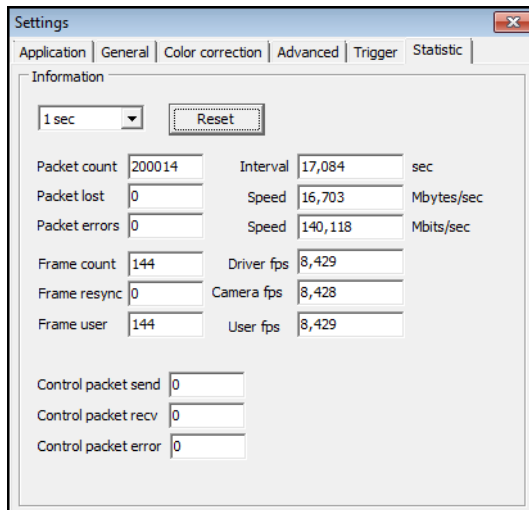 Settings
Application General Color correction Advanced Trigger Statistic
Information
1 sec Reset
Packet count 200014 Interval 17,084 sec
Packet lost 0 Speed 16,703 Mbytes/sec
Packet errors 0 Speed 140,118 Mbits/sec
Frame count 144 Driver fps 8,429
Frame resync 0 Camera fps 8,428
Frame user 144 User fps 8,429
Control packet send 0
Control packet recv 0
Control packet error 0